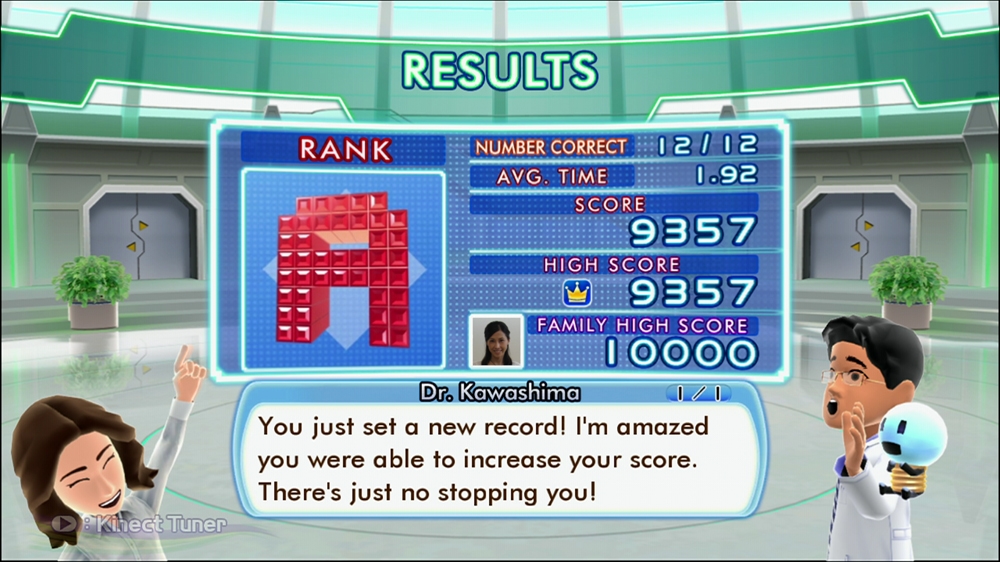 RESULTS
RANK
A
NUMBER CORRECT 12/12
AVG. TIME 1.92
SCORE
9357
HIGH SCORE
9357
FAMILY HIGH SCORE
10000
Dr. Kawashima 1/1
You just set a new record! I'm amazed
you were able to increase your score.
There's just no stopping you!
: Kinect Tuner